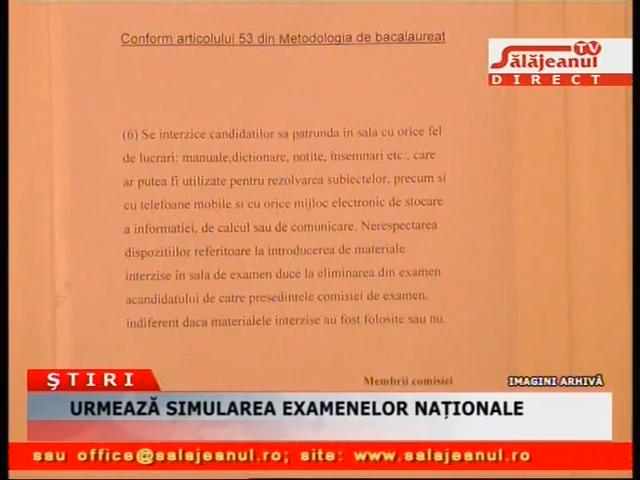 Conform articolului 53 din Metodologia de bacalaureat
Sălăjeanul TV
DIRECT
(6) Se interzice candidatilor sa patrunda in sala cu orice fel
de lucrari: manuale,dictionare, notite, însemnari etc., care
ar putea fi utilizate pentru rezolvarea subiectelor, precum si
cu telefoane mobile si cu orice mijloc electronic de stocare
a informatiei, de calcul sau de comunicare. Nerespectarea
dispozitiilor referitoare la introducerea de materiale
interzise în sala de examen duce la eliminarea din examen
acandidatului de catre presedintele comisiei de examen,
indiferent daca materialele interzise au fost folosite sau nu.
Membrii comisiei
ŞTIRI
IMAGINI ARHIVĂ
URMEAZĂ SIMULAREA EXAMENELOR NAȚIONALE
sau office@salajeanul.ro; site: www.salajeanul.ro